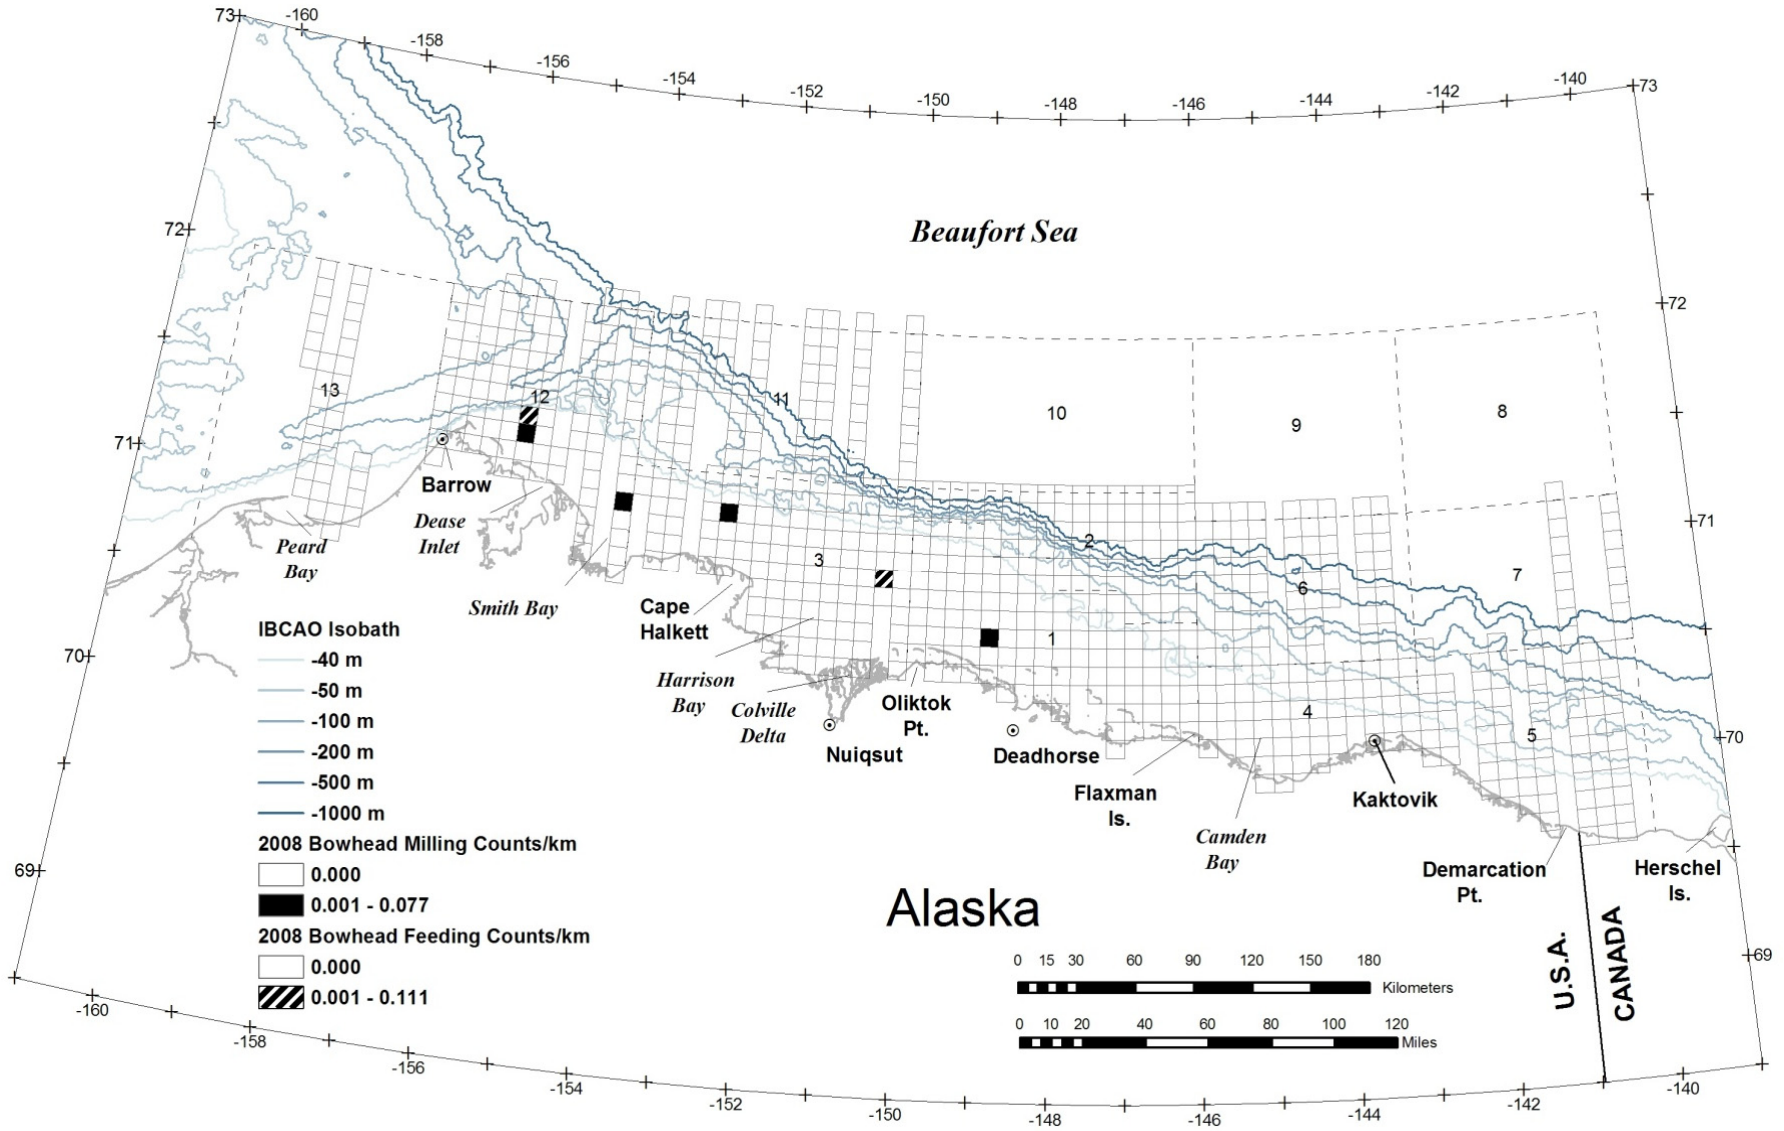 73
-160
-158
-156
-154
-152
-150
-148
-146
-144
-142
-140
73
72
Beaufort Sea
72
13
12
11
10
9
8
71
Barrow
Dease
Inlet
Peard
Bay
Smith Bay
Cape
Halkett
3
2
6
7
71
1
Harrison
Bay
Colville
Delta
Oliktok
Pt.
4
5
70
70
Nuiqsut
Deadhorse
Flaxman
Is.
Kaktovik
Camden
Bay
Demarcation
Pt.
Herschel
Is.
IBCAO Isobath
-40 m
-50 m
-100 m
-200 m
-500 m
-1000 m
2008 Bowhead Milling Counts/km
0.000
0.001 - 0.077
2008 Bowhead Feeding Counts/km
0.000
0.001 - 0.111
69
Alaska
U.S.A.
CANADA
69
0 15 30 60 90 120 150 180
Kilometers
0 10 20 40 60 80 100 120
Miles
-160
-158
-156
-154
-152
-150
-148
-146
-144
-142
-140